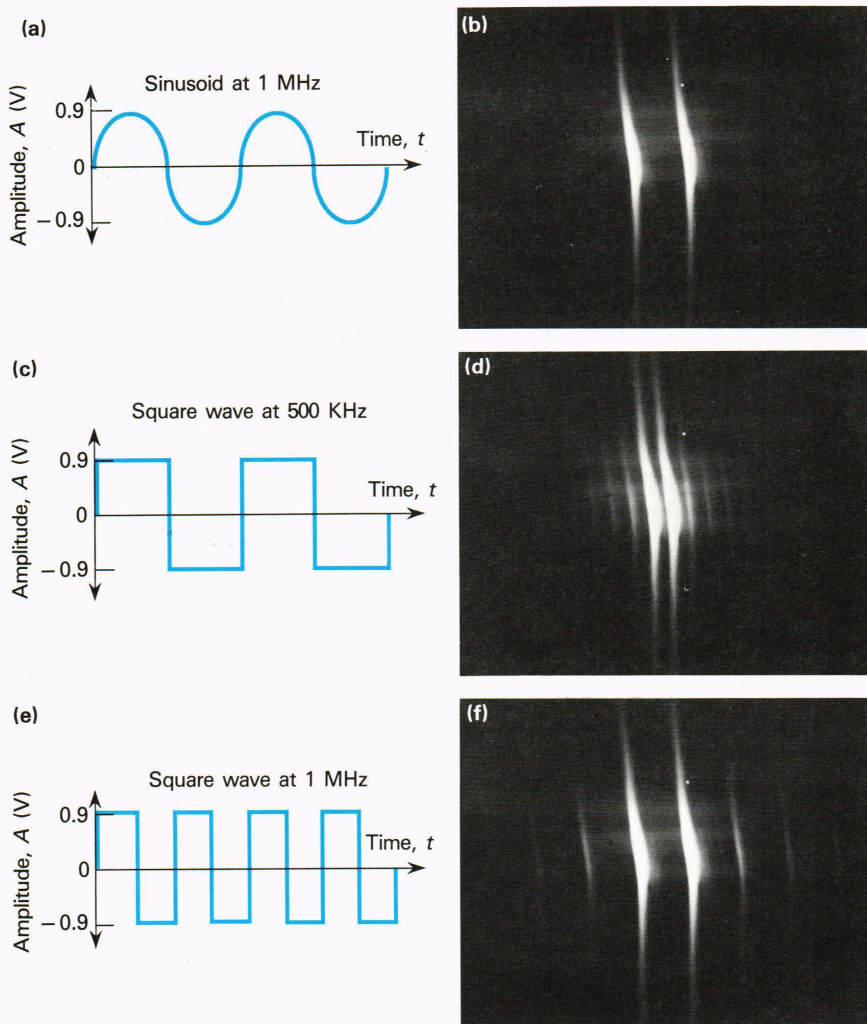 (a)
Sinusoid at 1 MHz
Amplitude, A (V)
0.9
0
−0.9
Time, t
(b)
(c)
Square wave at 500 KHz
Amplitude, A (V)
0.9
0
−0.9
Time, t
(d)
(e)
Square wave at 1 MHz
Amplitude, A (V)
0.9
0
−0.9
Time, t
(f)